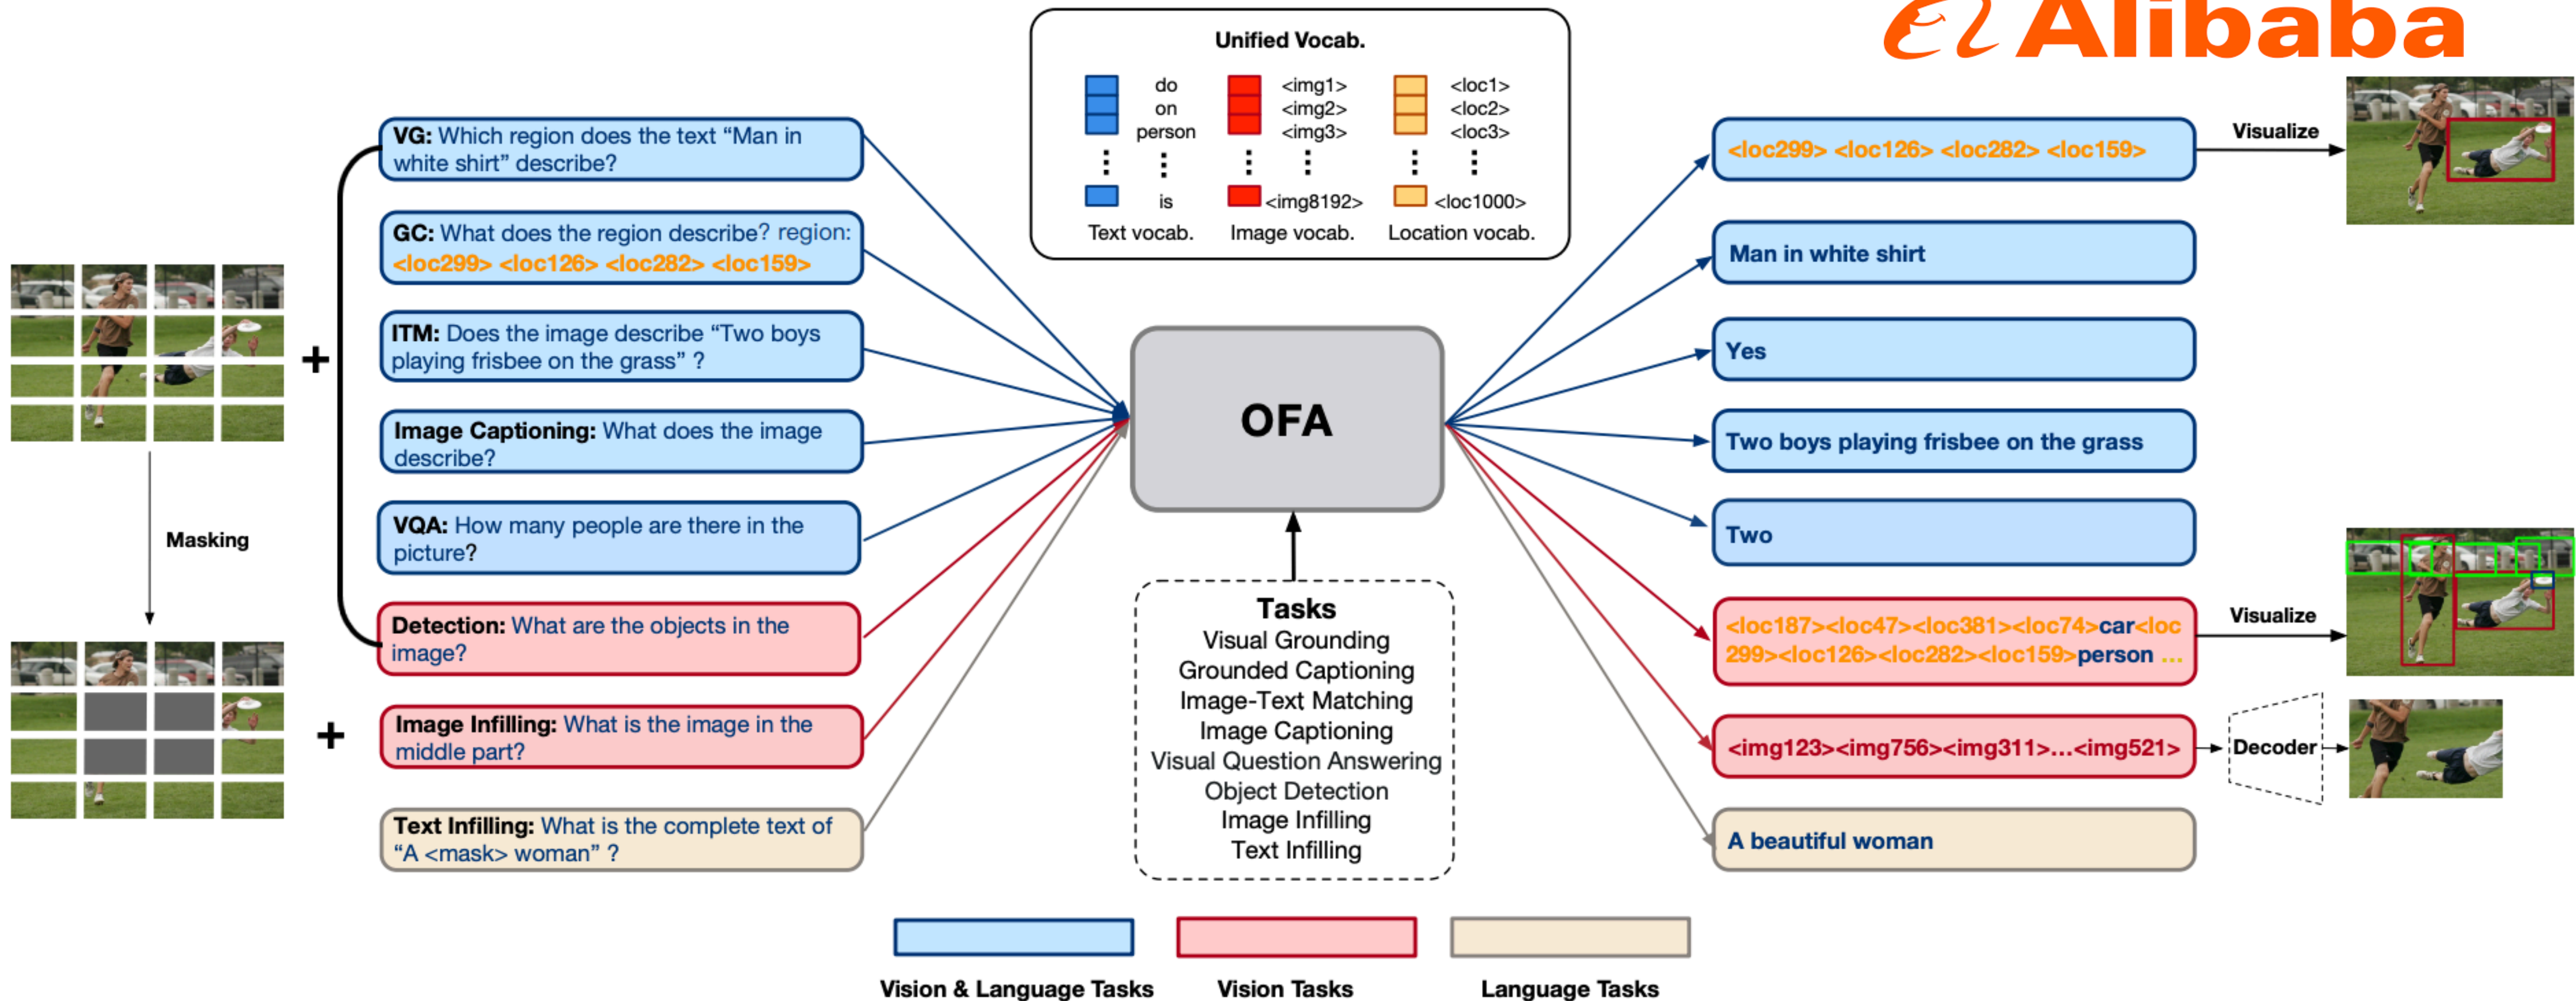 Alibaba
Unified Vocab.
do
on
person
is
Text vocab.
<img1>
<img2>
<img3>
<img8192>
Image vocab.
<loc1>
<loc2>
<loc3>
<loc1000>
Location vocab.
VG: Which region does the text “Man in
white shirt” describe?
GC: What does the region describe? region:
<loc299> <loc126> <loc282> <loc159>
ITM: Does the image describe “Two boys
playing frisbee on the grass” ?
Image Captioning: What does the image
describe?
VQA: How many people are there in the
picture?
Detection: What are the objects in the
image?
Image Infilling: What is the image in the
middle part?
Text Infilling: What is the complete text of
“A <mask> woman” ?
+
Masking
+
OFA
Tasks
Visual Grounding
Grounded Captioning
Image-Text Matching
Image Captioning
Visual Question Answering
Object Detection
Image Infilling
Text Infilling
<loc299> <loc126> <loc282> <loc159>
Visualize
Man in white shirt
Yes
Two boys playing frisbee on the grass
Two
<loc187><loc47><loc381><loc74>car<loc
299><loc126><loc282><loc159>person ...
Visualize
<img123><img756><img311>...<img521>
Decoder
A beautiful woman
Vision & Language Tasks
Vision Tasks
Language Tasks